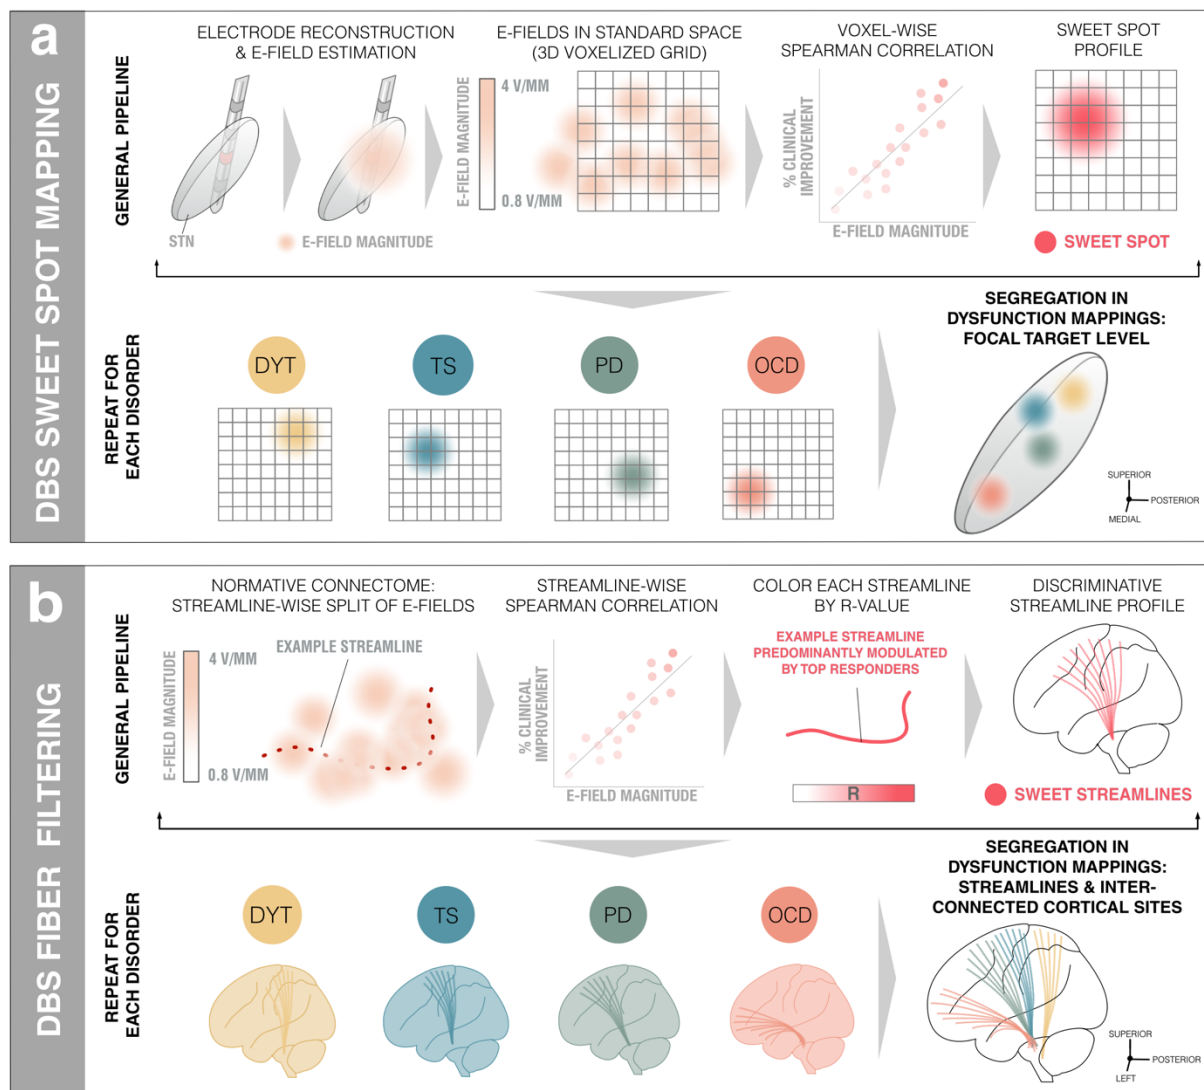 a
DBS SWEET SPOT MAPPING
GENERAL PIPELINE
ELECTRODE RECONSTRUCTION
& E-FIELD ESTIMATION
STN
E-FIELD MAGNITUDE
E-FIELDS IN STANDARD SPACE
(3D VOXELIZED GRID)
E-FIELD MAGNITUDE
4 V/MM
0.8 V/MM
VOXEL-WISE
SPEARMAN CORRELATION
% CLINICAL
IMPROVEMENT
E-FIELD MAGNITUDE
SWEET SPOT
PROFILE
SWEET SPOT
REPEAT FOR
EACH DISORDER
DYT
TS
PD
OCD
SEGREGATION IN
DYSFUNCTION MAPPINGS:
FOCAL TARGET LEVEL
SUPERIOR
POSTERIOR
MEDIAL
b
DBS FIBER FILTERING
GENERAL PIPELINE
NORMATIVE CONNECTOME:
STREAMLINE-WISE SPLIT OF E-FIELDS
E-FIELD MAGNITUDE
4 V/MM
0.8 V/MM
EXAMPLE STREAMLINE
STREAMLINE-WISE
SPEARMAN CORRELATION
% CLINICAL
IMPROVEMENT
E-FIELD MAGNITUDE
COLOR EACH STREAMLINE
BY R-VALUE
EXAMPLE STREAMLINE
PREDOMINANTLY MODULATED
BY TOP RESPONDERS
R
DISCRIMINATIVE
STREAMLINE PROFILE
SWEET STREAMLINES
REPEAT FOR
EACH DISORDER
DYT
TS
PD
OCD
SEGREGATION IN
DYSFUNCTION MAPPINGS:
STREAMLINES & INTER-
CONNECTED CORTICAL SITES
SUPERIOR
POSTERIOR
LEFT